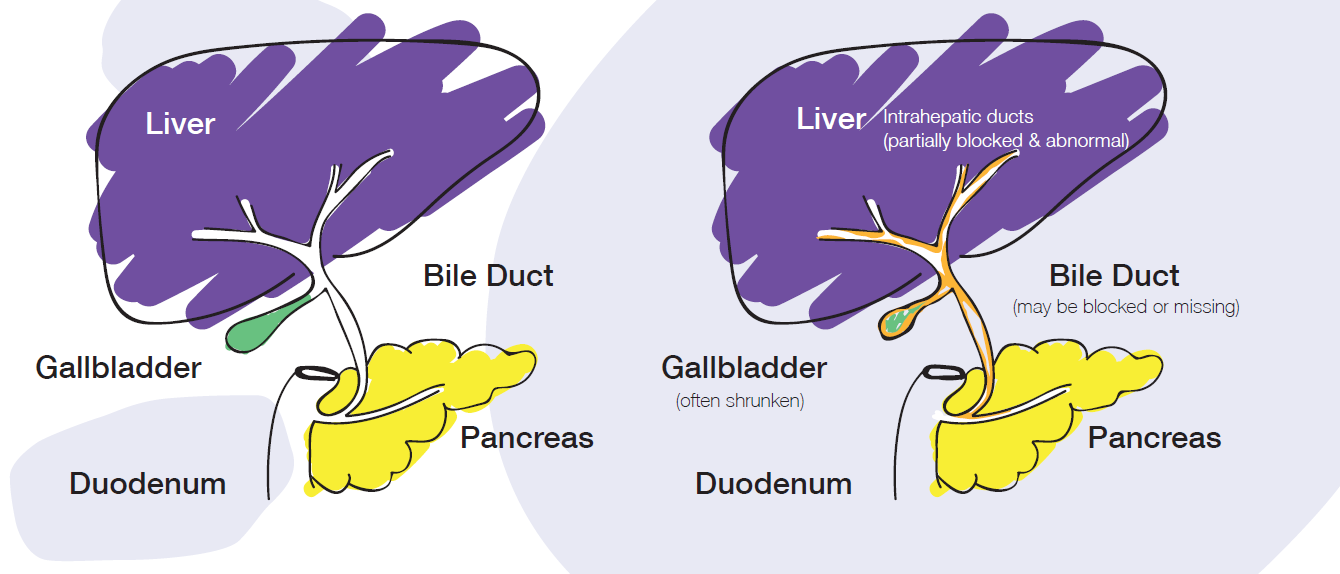 Liver
Bile Duct
Gallbladder
Pancreas
Duodenum
Liver
Intrahepatic ducts
(partially blocked & abnormal)
Bile Duct
(may be blocked or missing)
Gallbladder
(often shrunken)
Pancreas
Duodenum